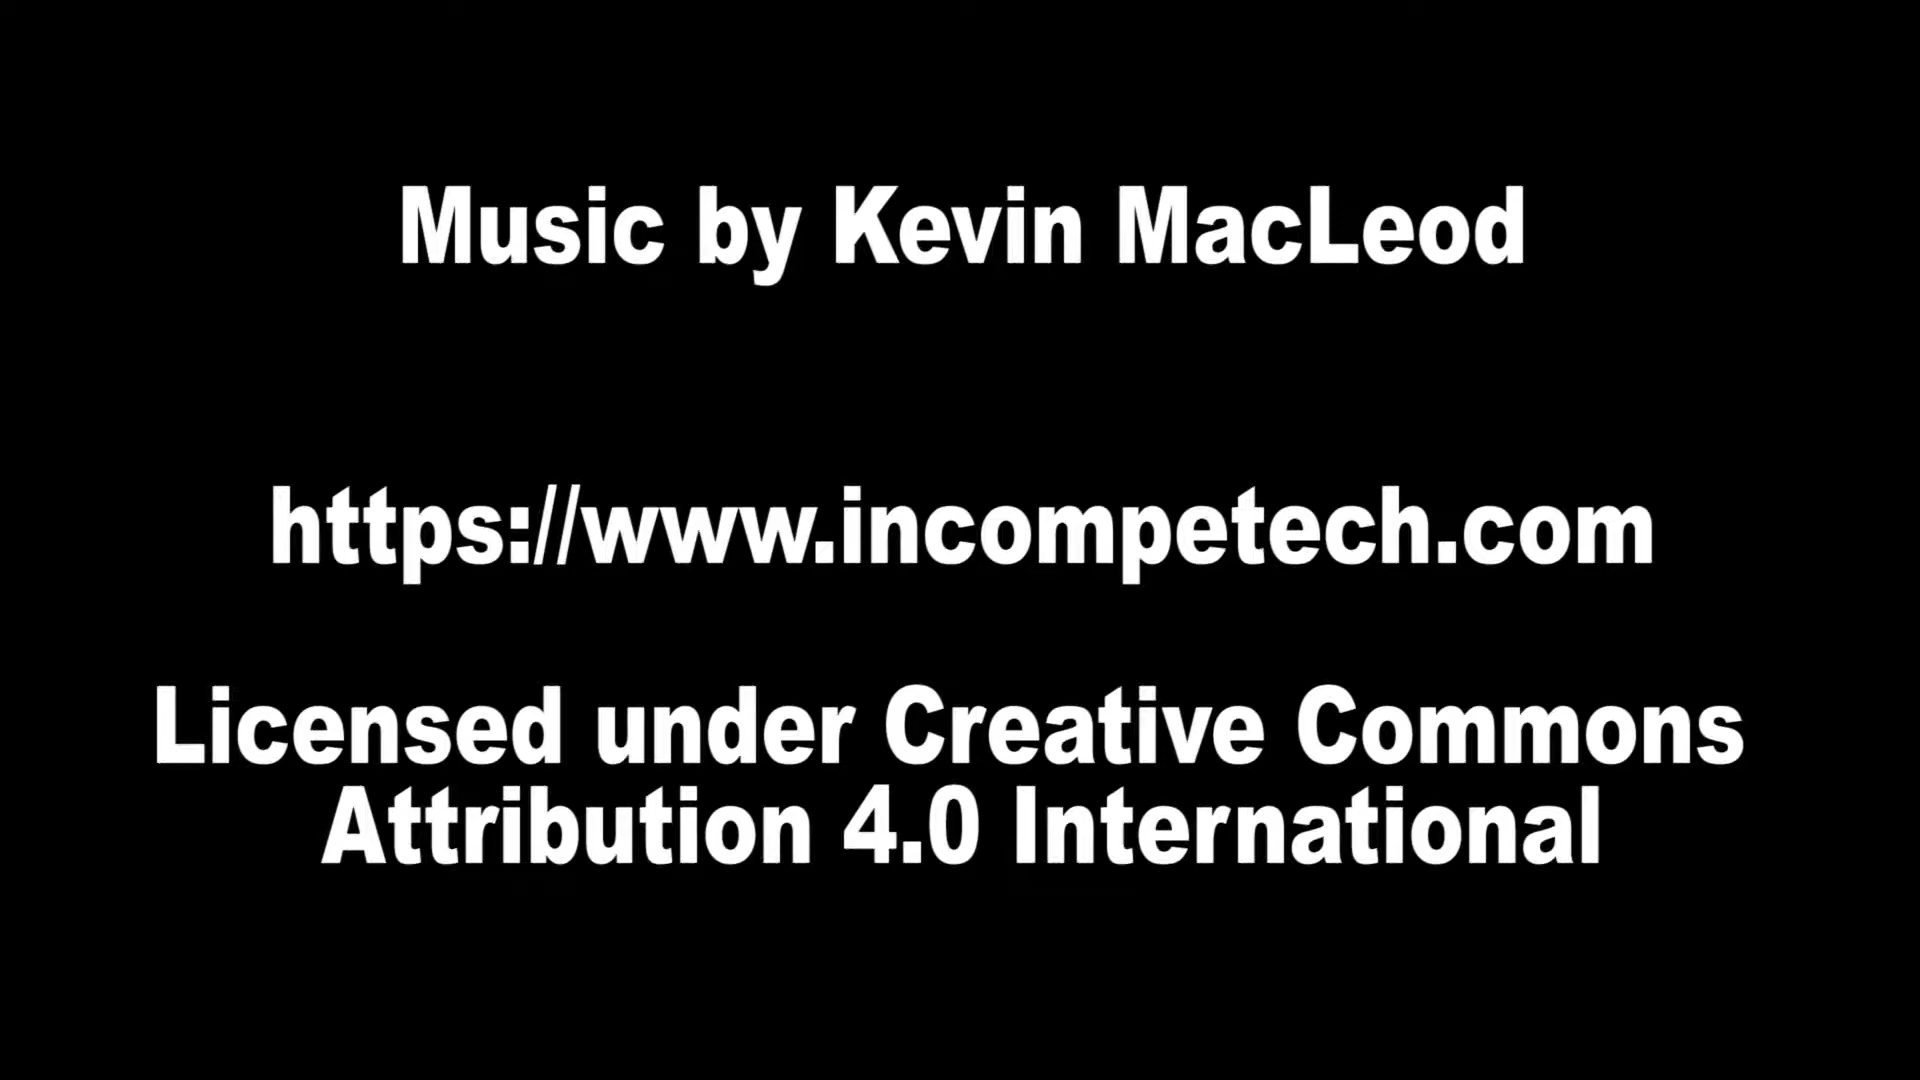 Music by Kevin MacLeod
https://www.incompetech.com
Licensed under Creative Commons
Attribution 4.0 International